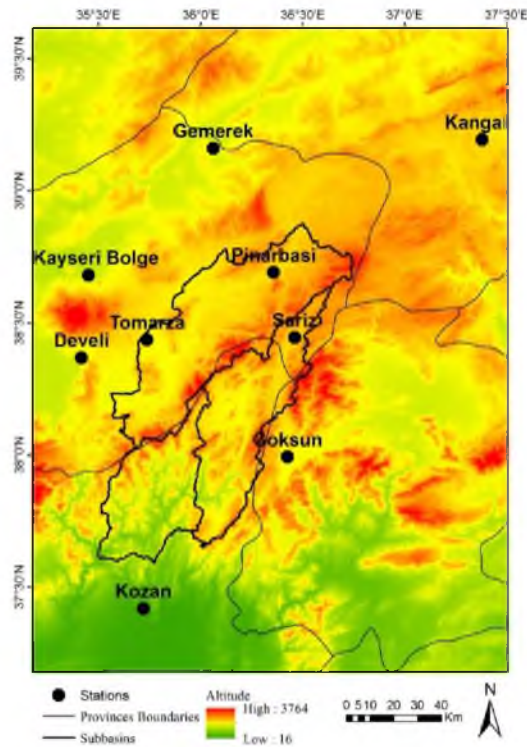 35°30'E 36°0'E 36°30'E 37°0'E 37°30'E
39°30'N
Gemerek
Kangal
39°0'N
Pinarbasi
Kayseri Bolge
38°30'N
Tomarza
Sarizi
Develi
38°0'N
Goksun
37°30'N
Kozan
Stations
Provinces Boundaries
Subbasins
Altitude
High : 3764
Low : 16
0 5 10 20 30 40
Km
N